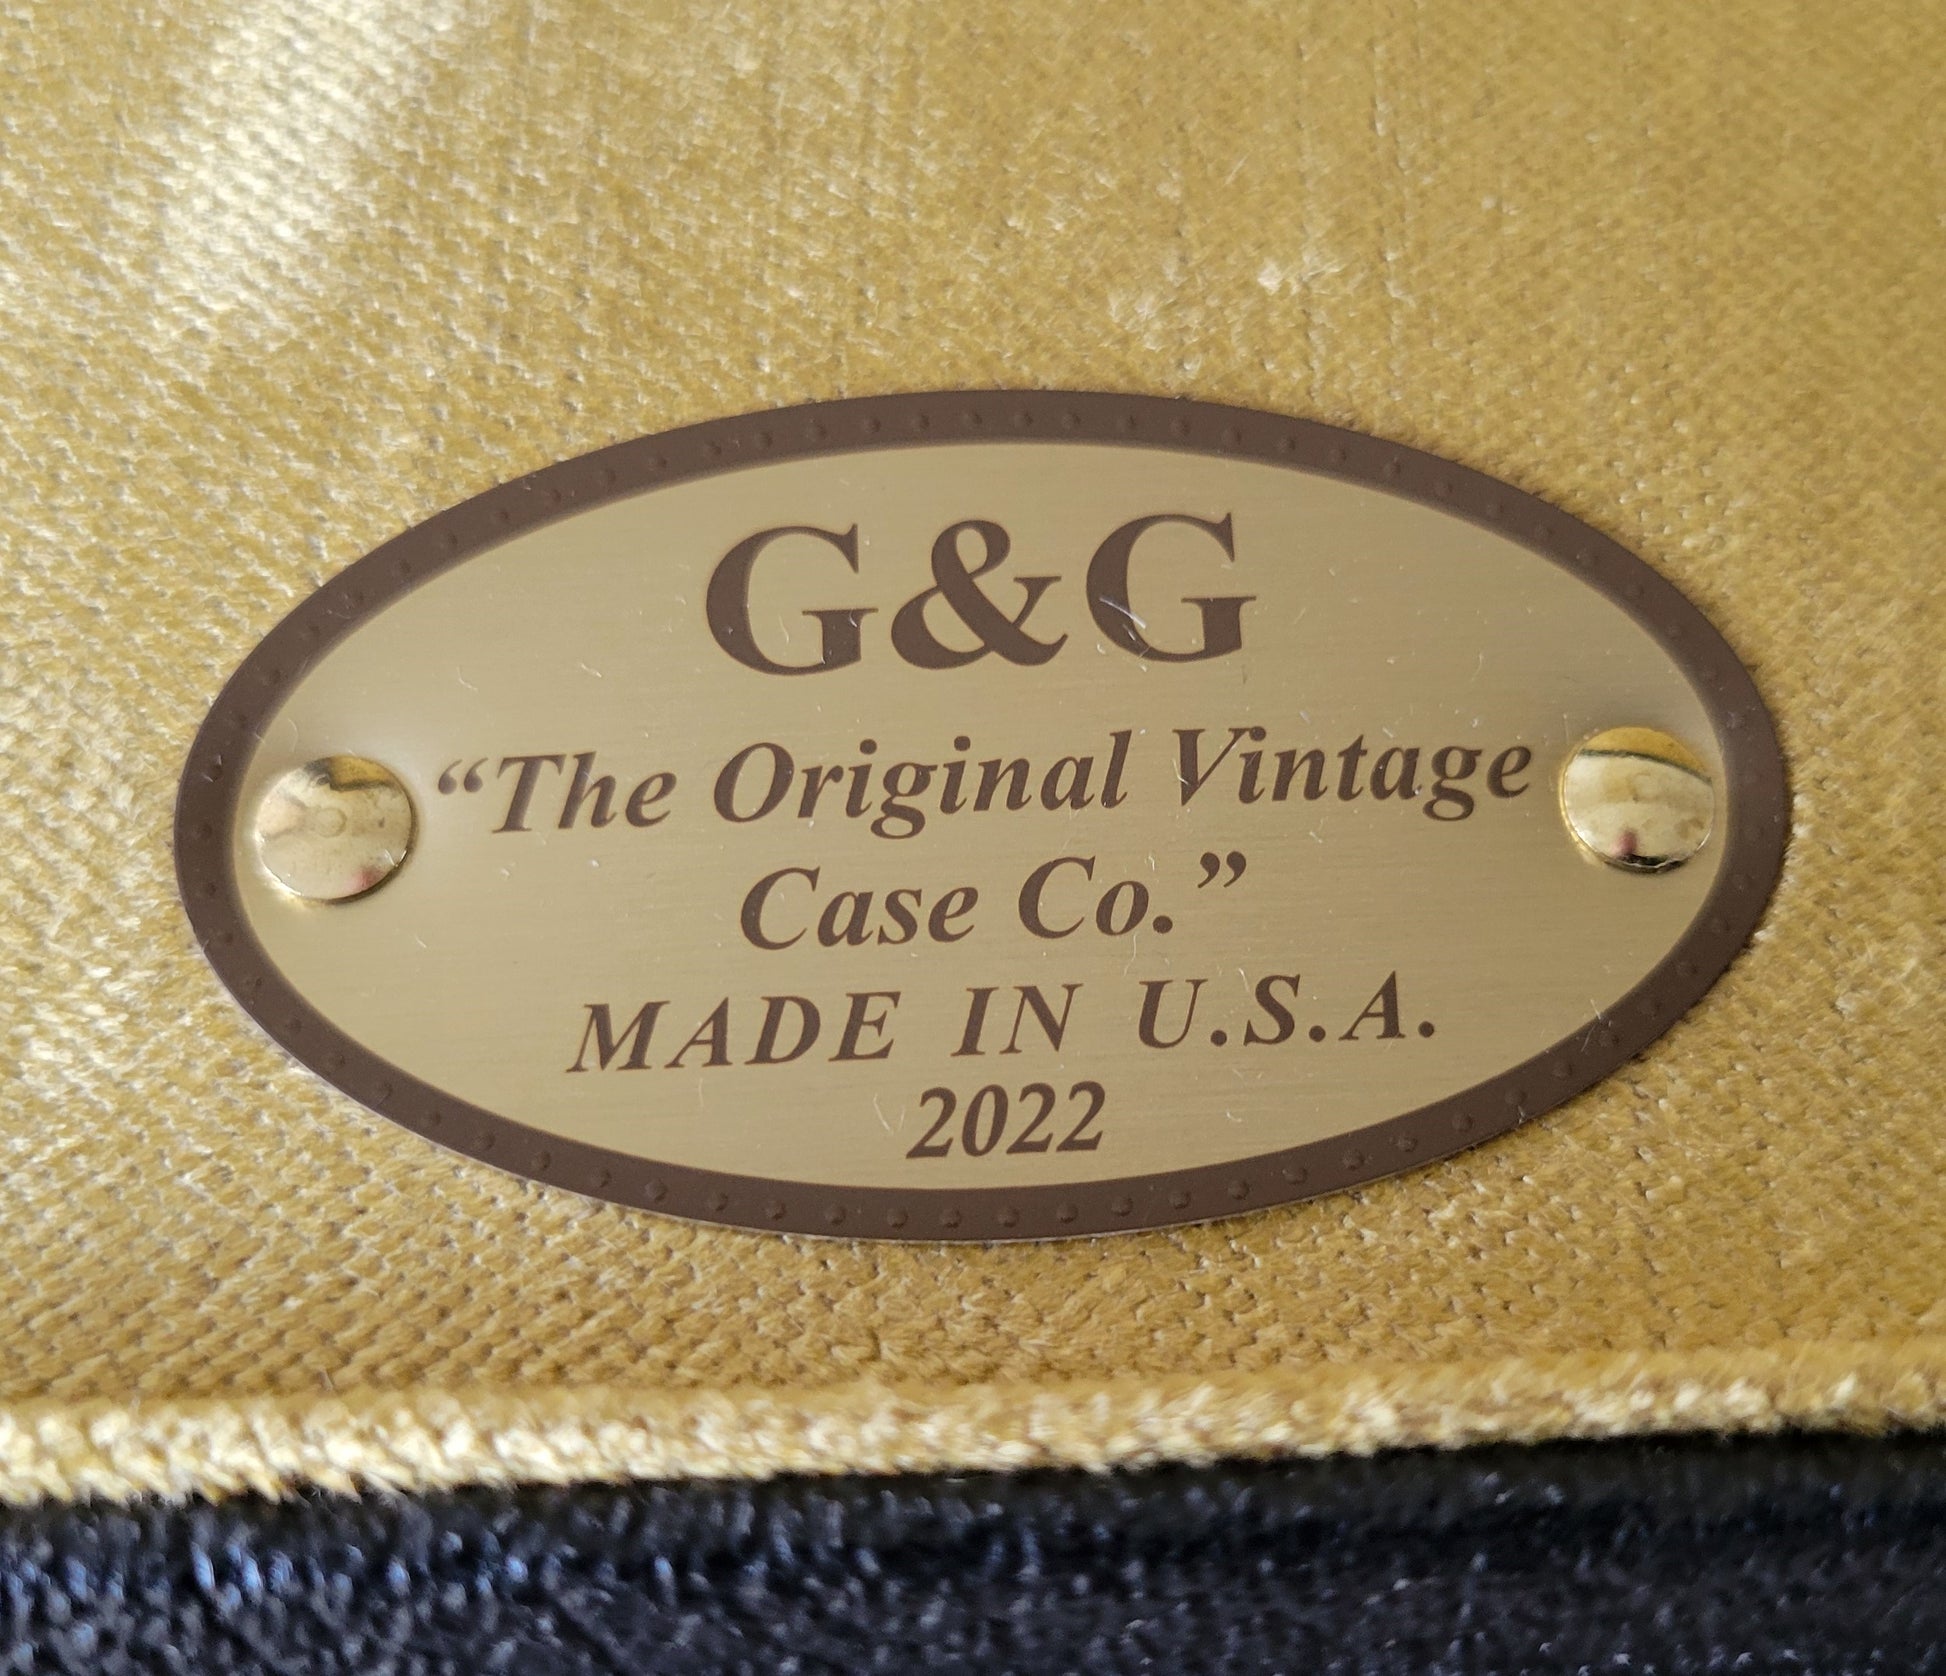 G&G
“The Original Vintage
Case Co.”
MADE IN U.S.A.
2022